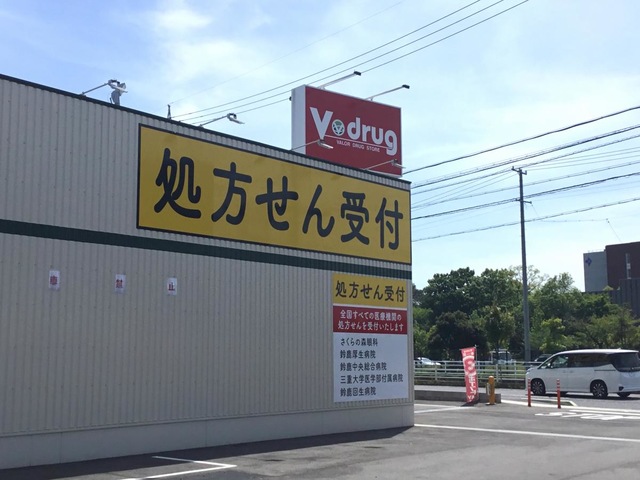 V・drug
VALOR DRUG STORE
処方せん受付
処方せん受付
全国すべての医療機関の
処方せんを受付いたします
さくらの森眼科
鈴鹿厚生病院
鈴鹿中央総合病院
三重大学医学部付属病院
鈴鹿回生病院
禁
止